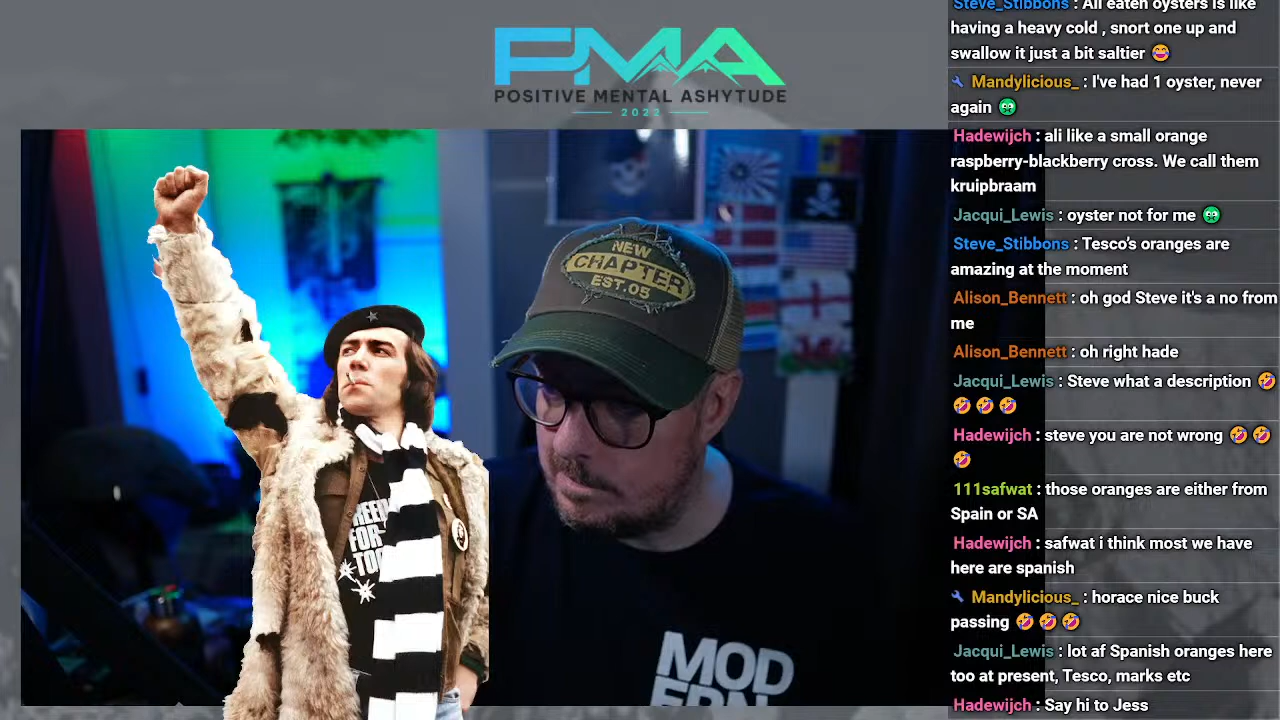 PMA
POSITIVE MENTAL ASHYTUDE
2022
NEW
CHAPTER
EST.05
FOR
MOD
Steve_Stibbons : All eaten oysters is like
having a heavy cold , snort one up and
swallow it just a bit saltier 😄
Mandylicious_ : I've had 1 oyster, never
again 🤢
Hadewijch : ali like a small orange
raspberry-blackberry cross. We call them
kruipbraam
Jacqui_Lewis : oyster not for me 🤢
Steve_Stibbons : Tesco's oranges are
amazing at the moment
Alison_Bennett : oh god Steve it's a no from
me
Alison_Bennett : oh right hade
Jacqui_Lewis : Steve what a description 🤣
🤣 🤣 🤣
Hadewijch : steve you are not wrong 🤣 🤣
🤣
111safwat : those oranges are either from
Spain or SA
Hadewijch : safwat i think most we have
here are spanish
Mandylicious_ : horace nice buck
passing 🤣 🤣 🤣
Jacqui_Lewis : lot af Spanish oranges here
too at present, Tesco, marks etc
Hadewijch : Say hi to Jess